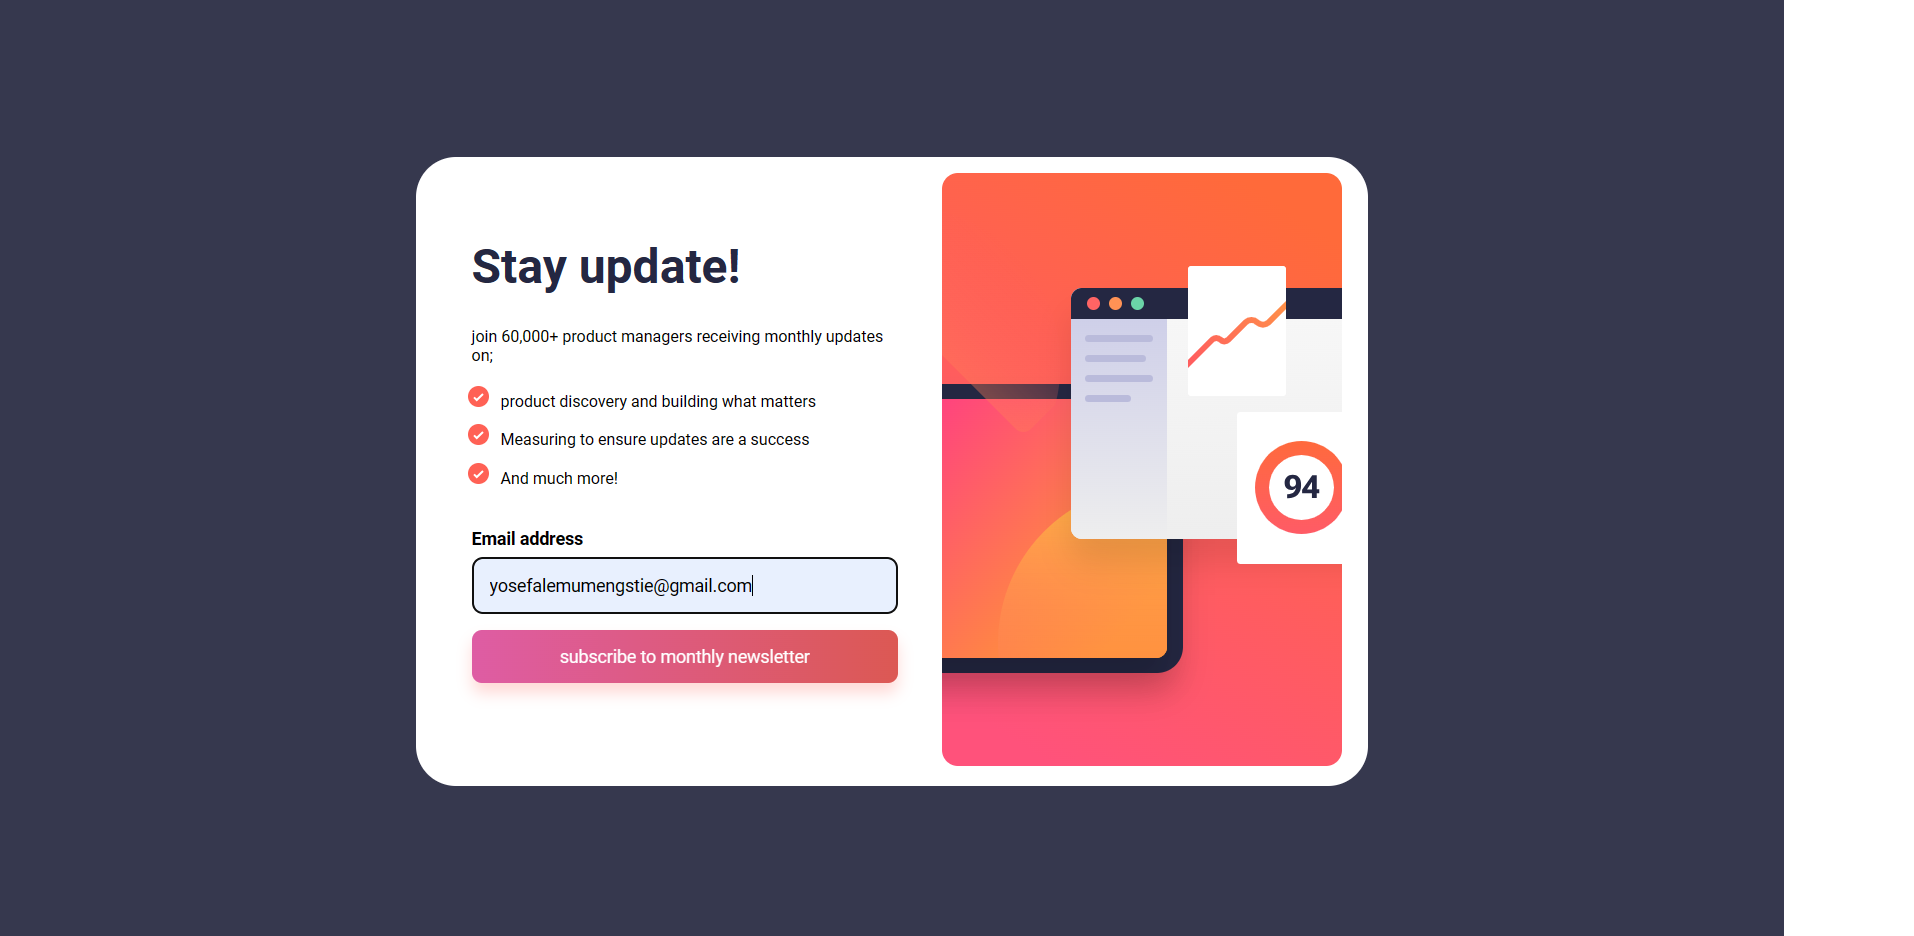 Stay update!
join 60,000+ product managers receiving monthly updates
on;
product discovery and building what matters
Measuring to ensure updates are a success
And much more!
Email address
yosefalemumengstie@gmail.com
subscribe to monthly newsletter
94